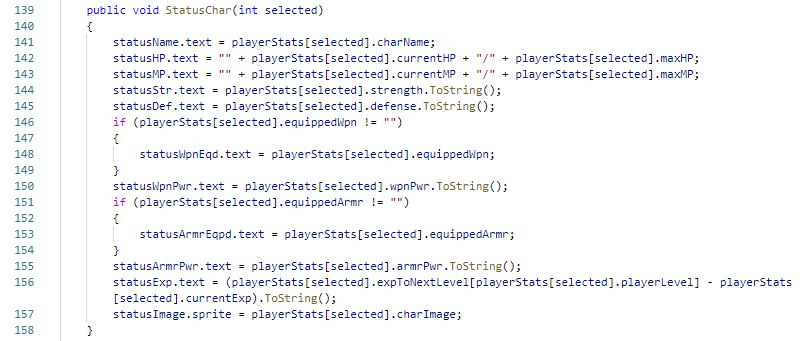 139 public void StatusChar(int selected)
140 {
141 statusName.text = playerStats[selected].charName;
142 statusHP.text = "" + playerStats[selected].currentHP + "/" + playerStats[selected].maxHP;
143 statusMP.text = "" + playerStats[selected].currentMP + "/" + playerStats[selected].maxMP;
144 statusStr.text = playerStats[selected].strength.ToString();
145 statusDef.text = playerStats[selected].defense.ToString();
146 if (playerStats[selected].equippedWpn != "")
147 {
148 statusWpnEqd.text = playerStats[selected].equippedWpn;
149 }
150 statusWpnPwr.text = playerStats[selected].wpnPwr.ToString();
151 if (playerStats[selected].equippedArmr != "")
152 {
153 statusArmrEqpd.text = playerStats[selected].equippedArmr;
154 }
155 statusArmrPwr.text = playerStats[selected].armrPwr.ToString();
156 statusExp.text = (playerStats[selected].expToNextLevel[playerStats[selected].playerLevel] - playerStats
[selected].currentExp).ToString();
157 statusImage.sprite = playerStats[selected].charImage;
158 }